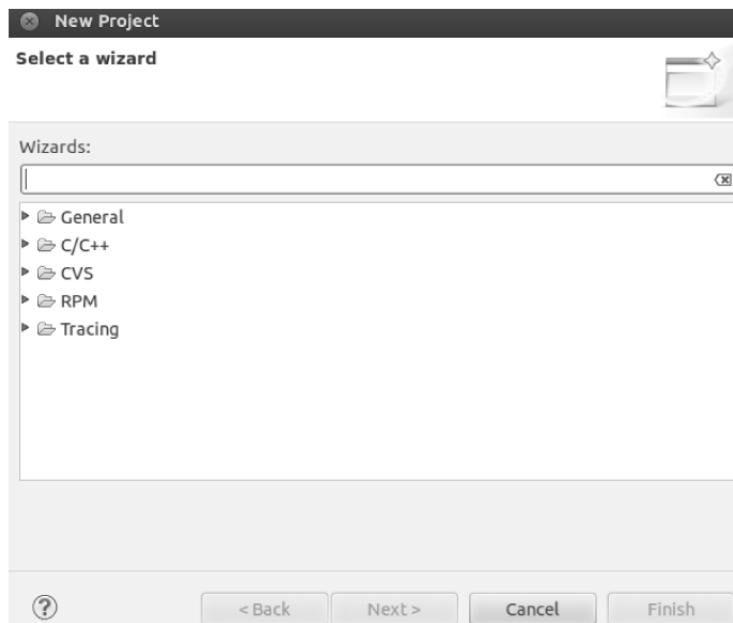 New Project
Select a wizard
Wizards:
General
C/C++
CVS
RPM
Tracing
? < Back Next > Cancel Finish